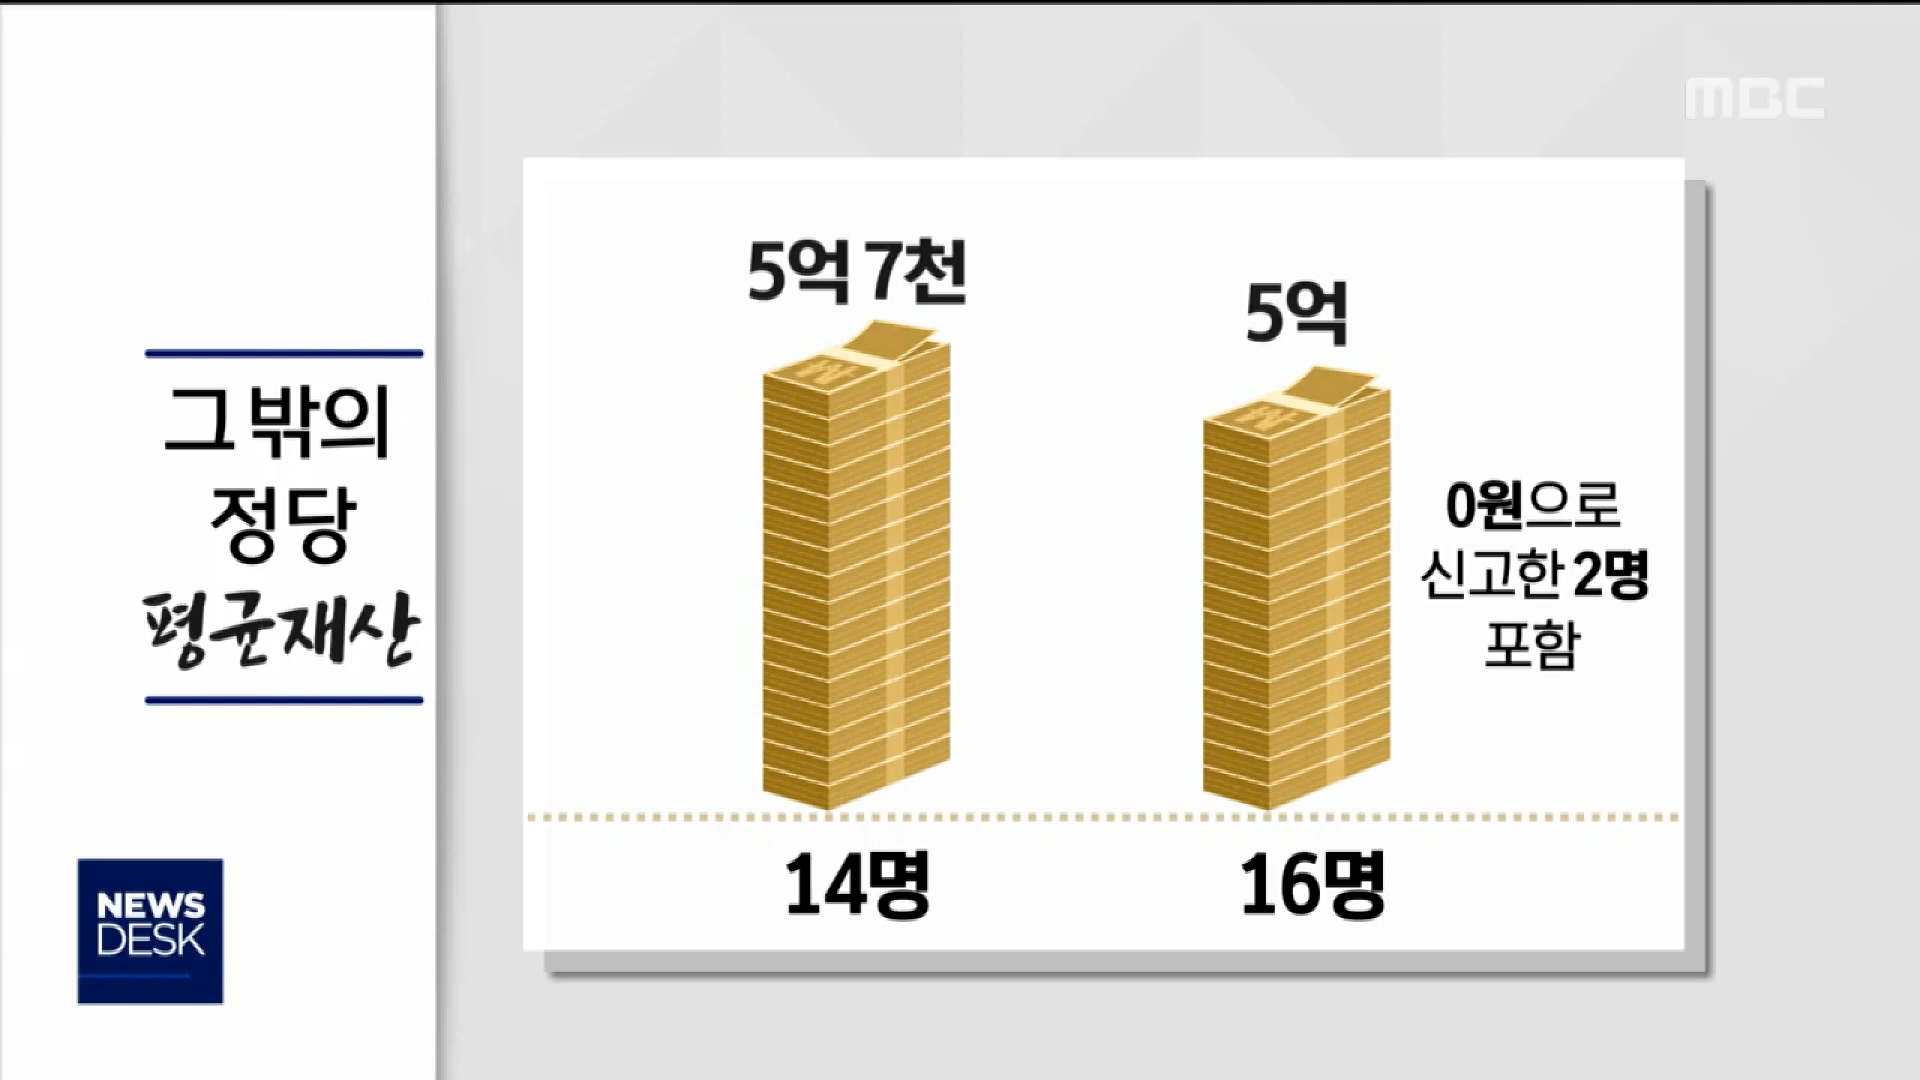 MBC
그 밖의
정당
평균재산
5억 7천
5억
0원으로
신고한 2명
포함
14명
16명
NEWS
DESK